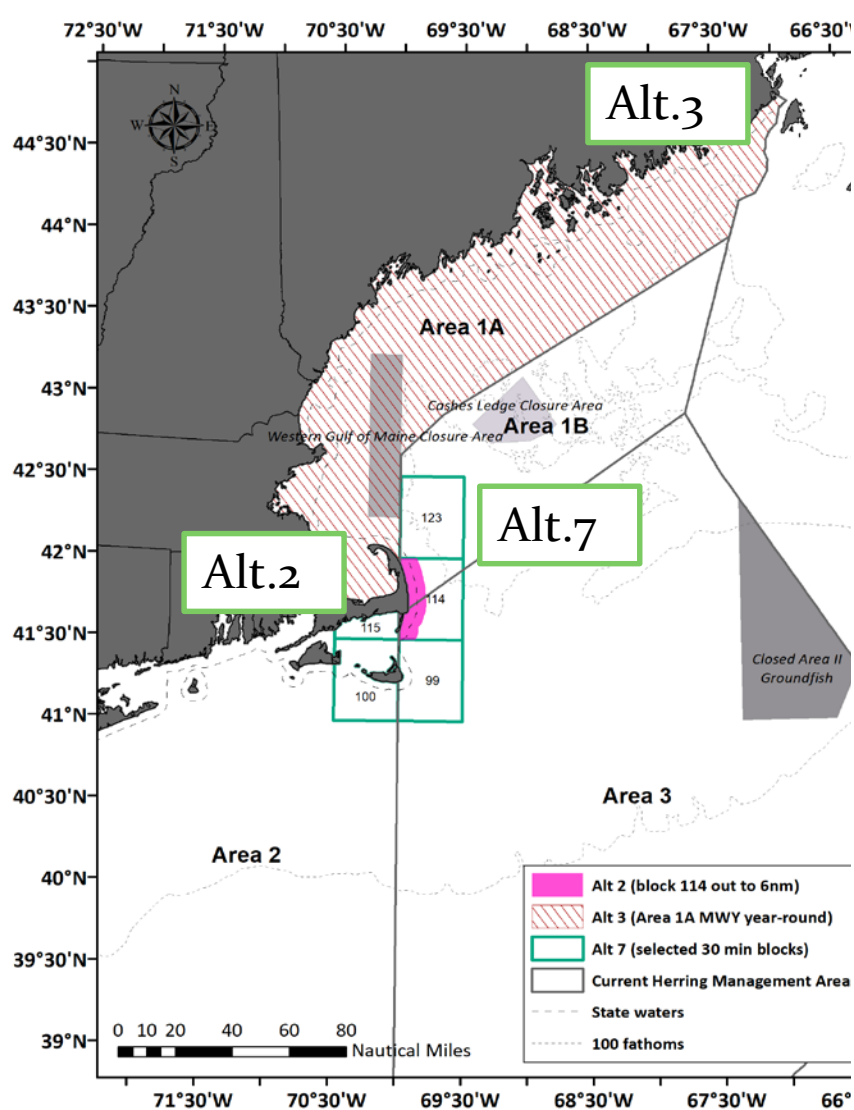 72°30'W 71°30'W 70°30'W 69°30'W 68°30'W 67°30'W 66°30
Alt.3
N
W E
S
44°30'N
44°N
43°30'N
Area 1A
43°N
Cashes Ledge Closure Area
Area 1B
Western Gulf of Maine Closure Area
42°30'N
123
Alt.7
42°N
Alt.2
114
41°30'N
115
Closed Area II
Groundfish
99
100
41°N
40°30'N
Area 3
Area 2
40°N
Alt 2 (block 114 out to 6nm)
Alt 3 (Area 1A MWY year-round)
39°30'N
Alt 7 (selected 30 min blocks)
Current Herring Management Area
State waters
100 fathoms
39°N
0 10 20 40 60 80
Nautical Miles
71°30'W 70°30'W 69°30'W 68°30'W 67°30'W 66°